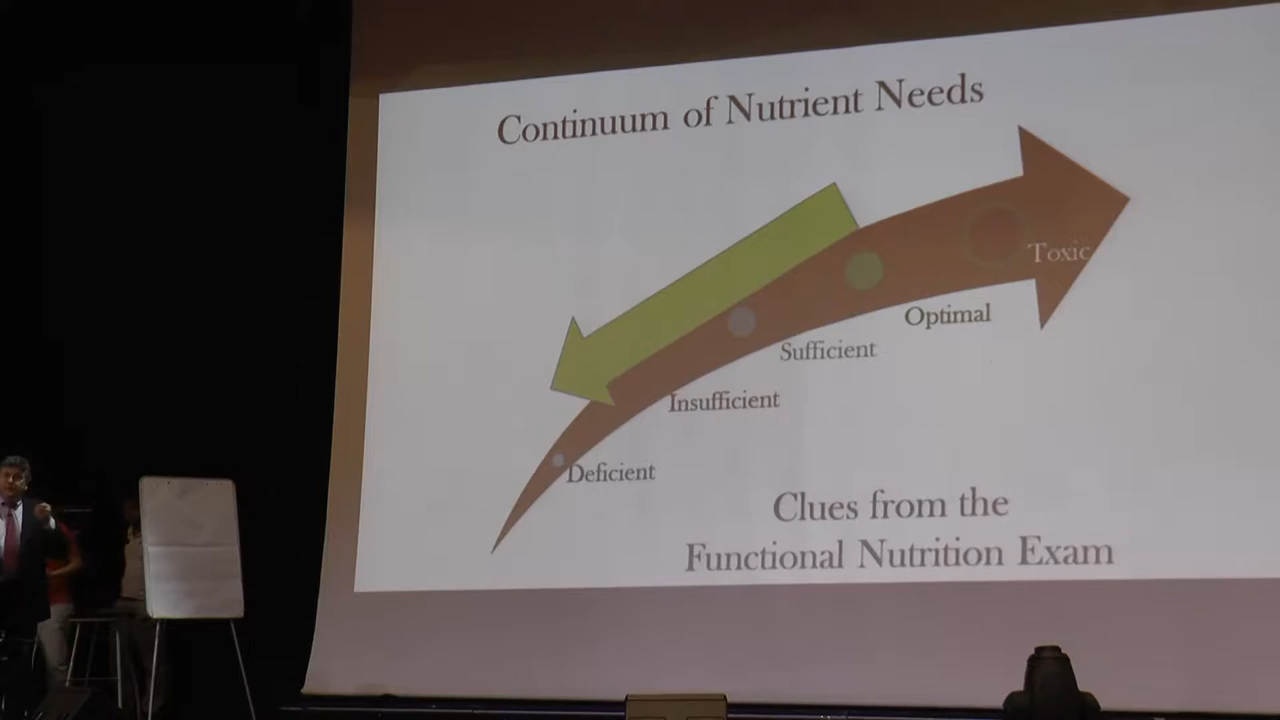 Continuum of Nutrient Needs
Toxic
Optimal
Sufficient
Insufficient
Deficient
Clues from the
Functional Nutrition Exam